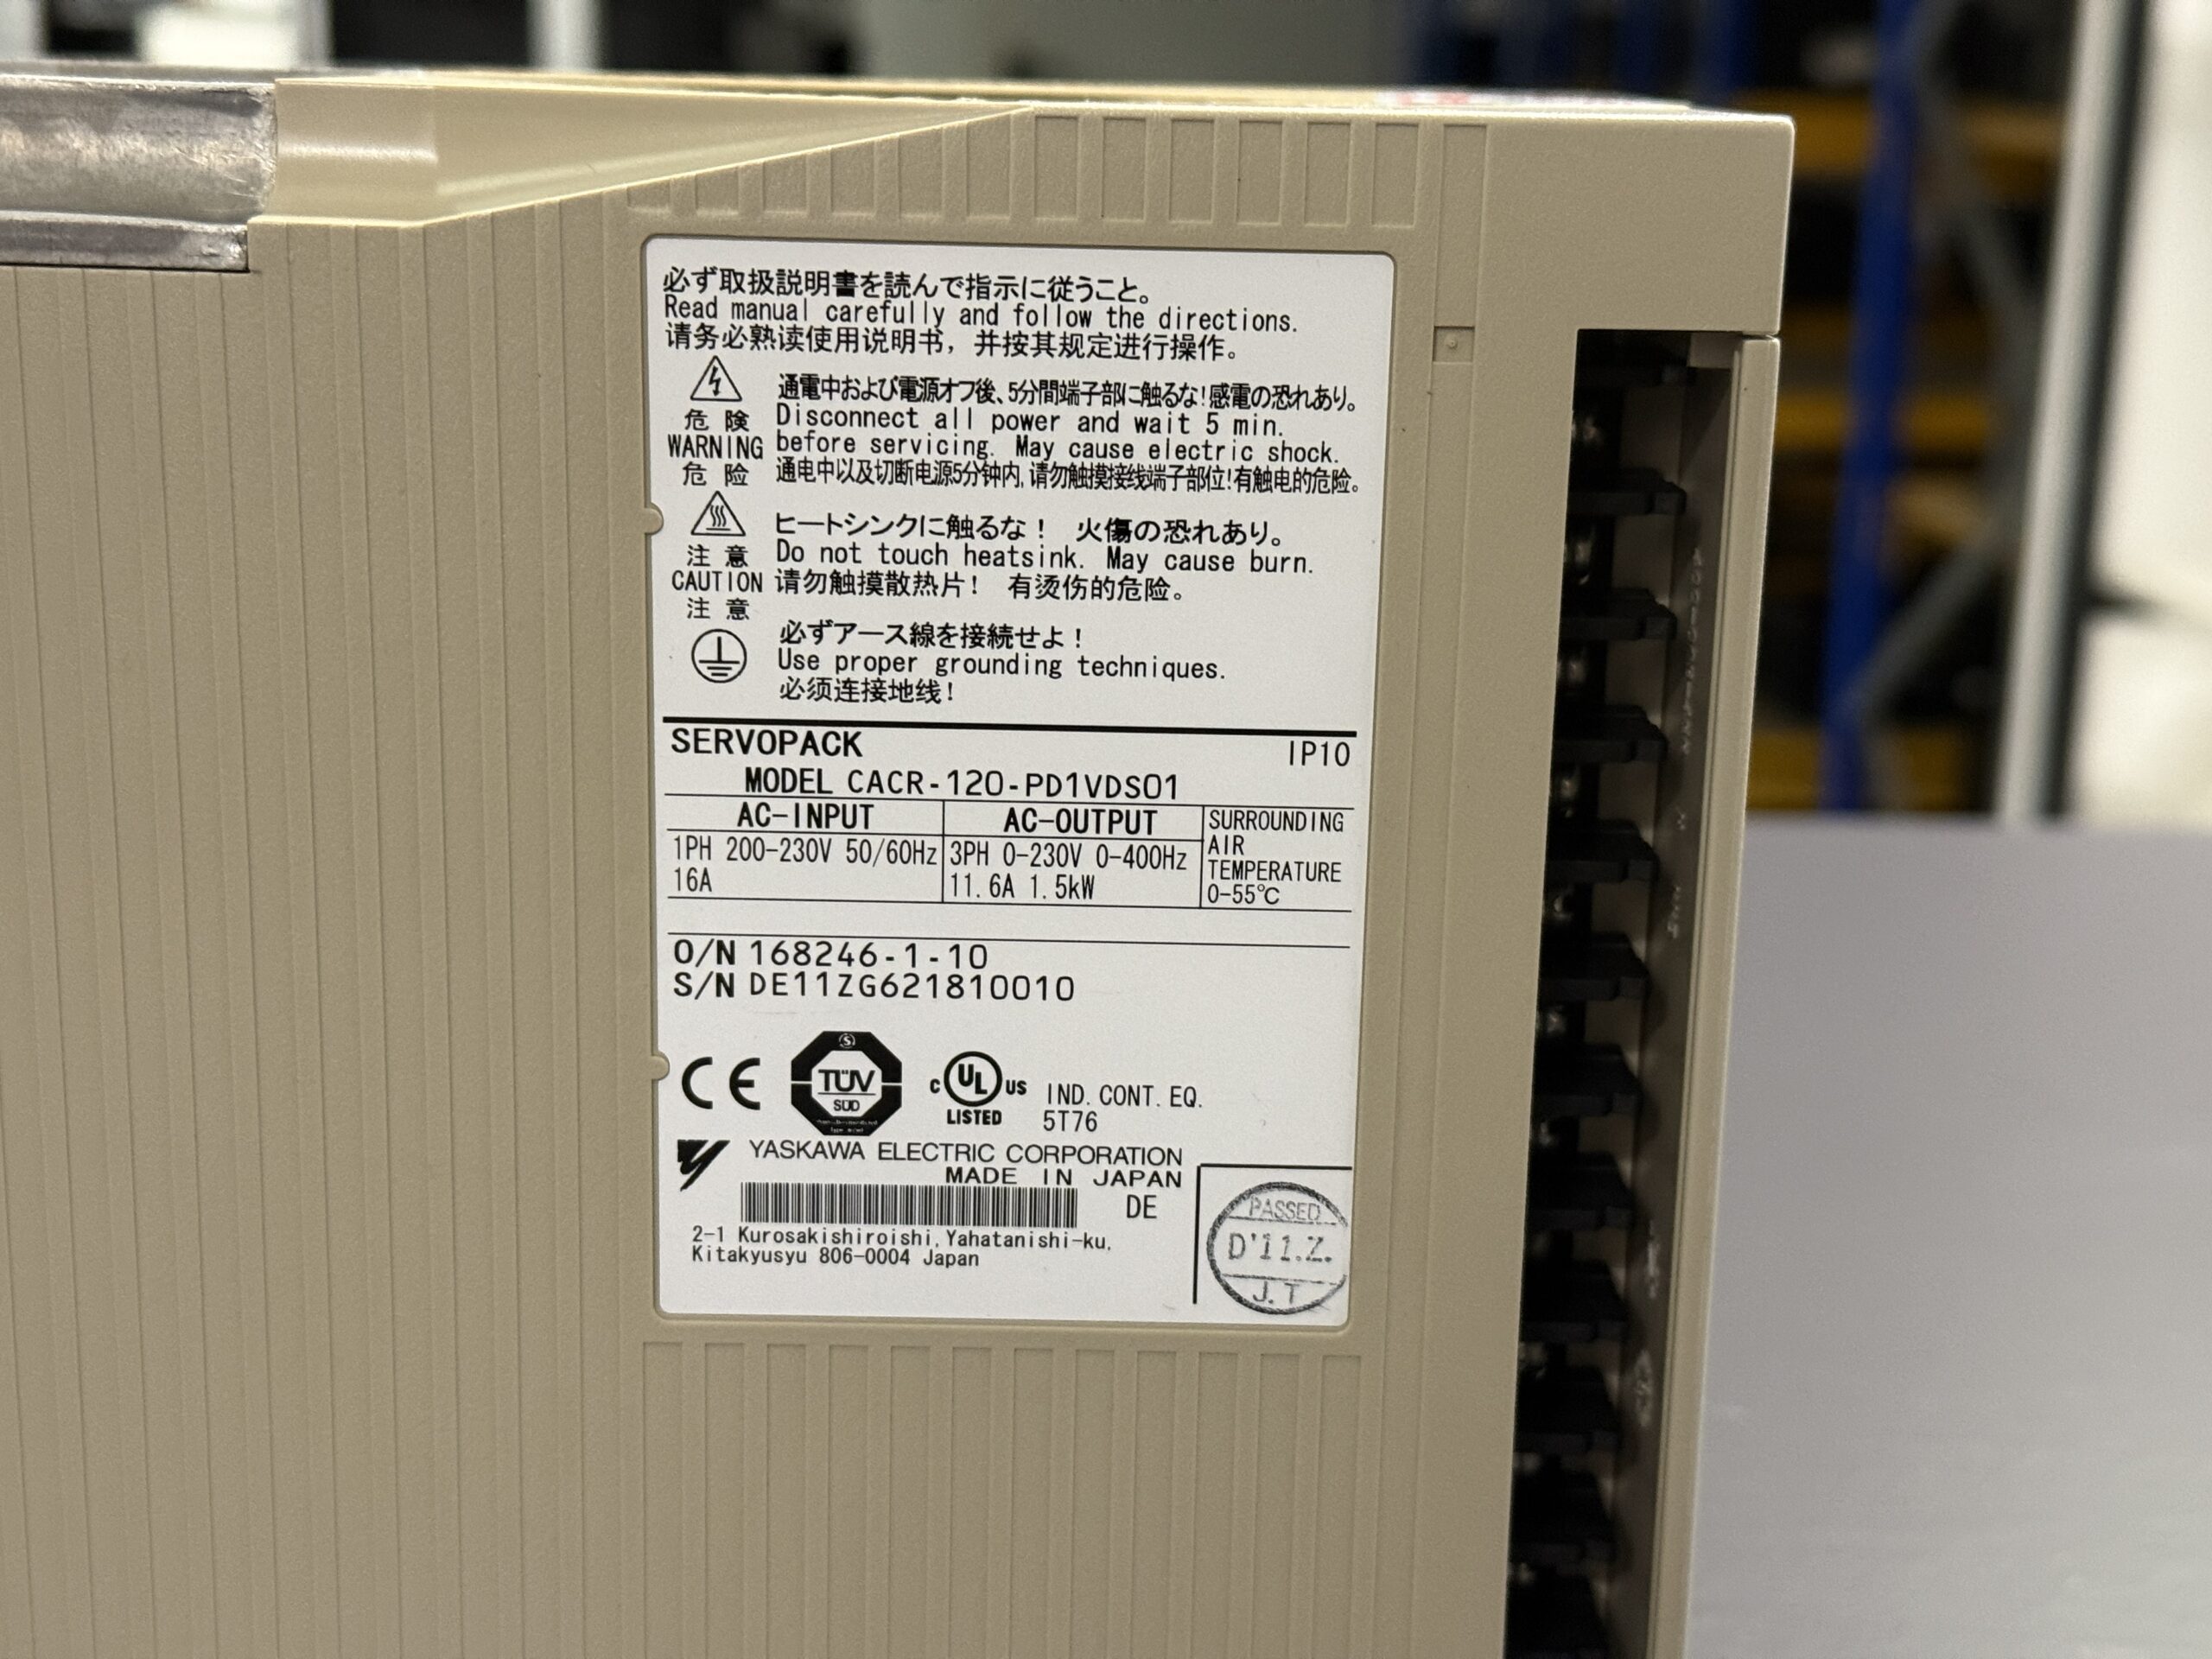 必ず取扱説明書を読んで指示に従うこと。
Read manual carefully and follow the directions.
请务必熟读使用说明书，并按其规定进行操作。
危険
WARNING
危险
通電中および電源オフ後、5分間端子部に触るな!感電の恐れあり。
Disconnect all power and wait 5 min.
before servicing. May cause electric shock.
通电中以及切断电源5分钟内,请勿触摸接线端子部位!有触电的危险。
注意
CAUTION
注意
ヒートシンクに触るな! 火傷の恐れあり。
Do not touch heatsink. May cause burn.
请勿触摸散热片! 有烫伤的危险。
必ずアース線を接続せよ!
Use proper grounding techniques.
必须连接地线!
SERVOPACK IP10
MODEL CACR-120-PD1VDS01
AC-INPUT
1PH 200-230V 50/60Hz
16A
AC-OUTPUT
3PH 0-230V 0-400Hz
11.6A 1.5kW
SURROUNDING
AIR
TEMPERATURE
0-55℃
O/N 168246-1-10
S/N DE11ZG621810010
CE
S
TÜV
SÜD
c UL US
LISTED
IND. CONT. EQ.
5T76
YASKAWA ELECTRIC CORPORATION
MADE IN JAPAN
DE
2-1 Kurosakishiroishi, Yahatanishi-ku,
Kitakyusyu 806-0004 Japan
PASSED
D'11.Z.
J.T